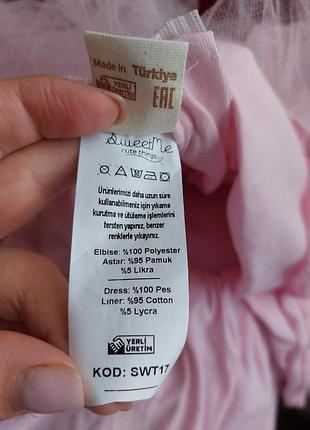 Made in Türkiye
YERLİ
ÜRETİM
EAC
SweetMe
cute things
Ürünlerimizi daha uzun süre
kullanabilmeniz için yıkama
kurutma ve ütüleme işlemlerini
tersten yapınız, benzer
renklerle yıkayınız.
Elbise: %100 Polyester
Astar: %95 Pamuk
%5 Likra
Dress: %100 Pes
Lıner: %95 Cotton
%5 Lycra
YERLİ
ÜRETİM
KOD: SWT17